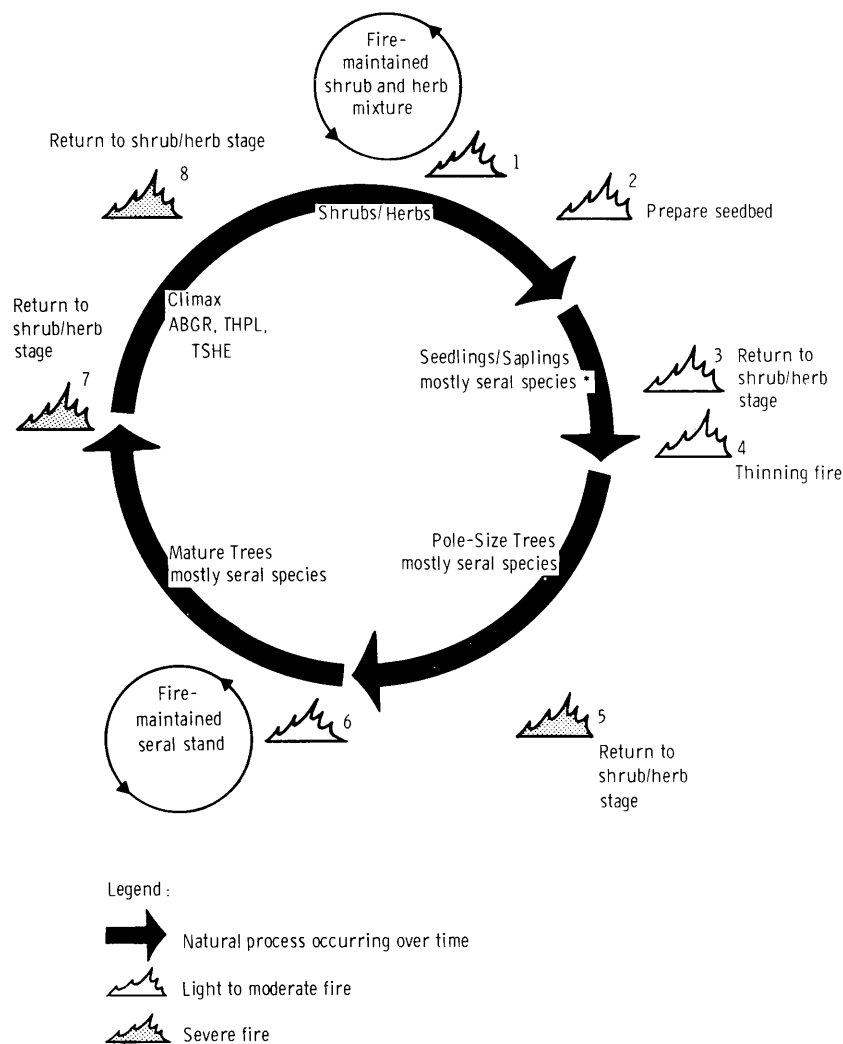 Fire-
maintained
shrub and herb
mixture
Return to shrub/herb stage
8
1
2
Shrubs/Herbs
Prepare seedbed
Climax
ABGR, THPL,
TSHE
Return to
shrub/herb
stage
7
Seedlings/Saplings
mostly seral species *
3 Return to
shrub/herb
stage
4
Thinning fire
Pole-Size Trees
mostly seral species
Mature Trees
mostly seral species
Fire-
maintained
seral stand
6
5
Return to
shrub/herb
stage
Legend :
Natural process occurring over time
Light to moderate fire
Severe fire